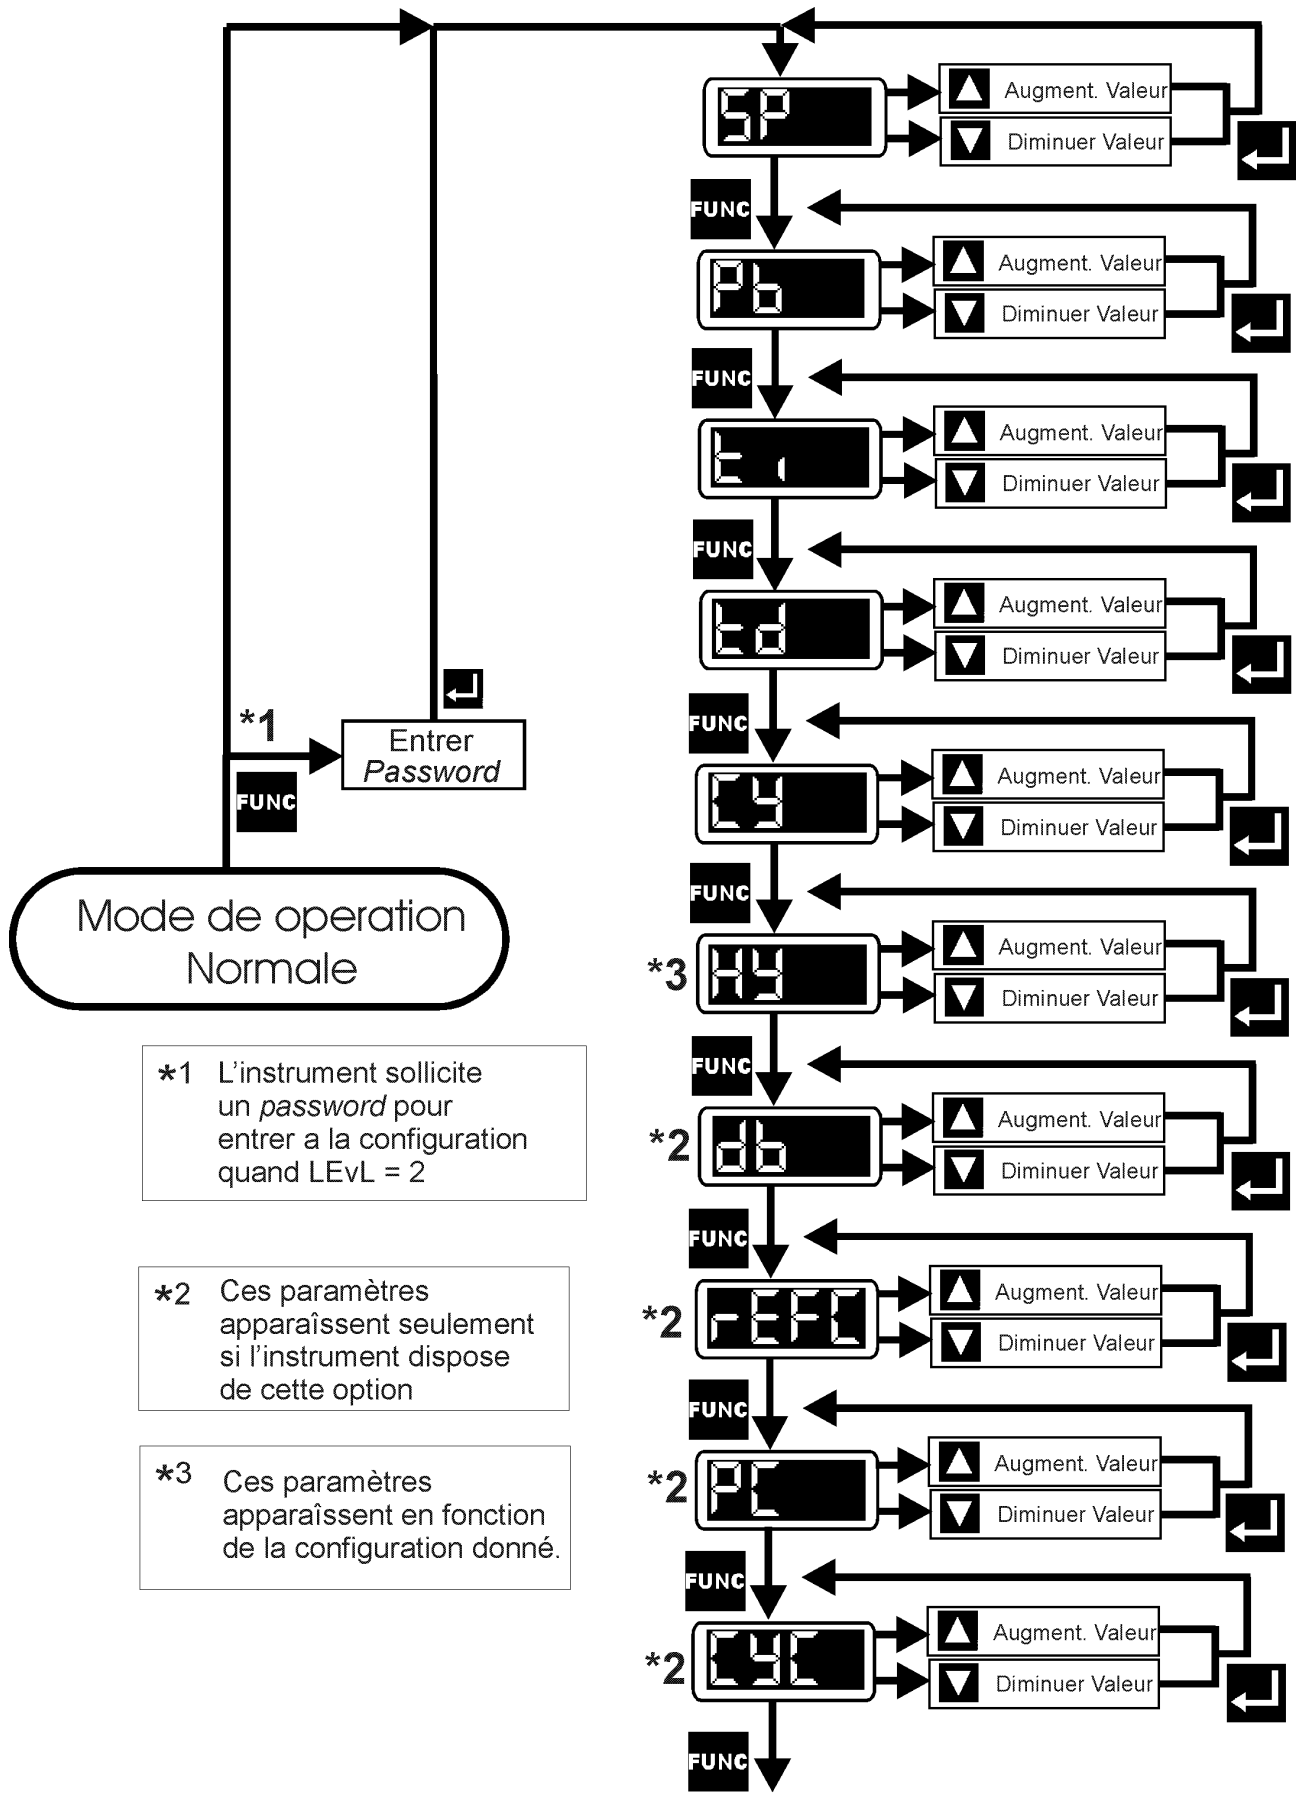 SP
Augment. Valeur
Diminuer Valeur
FUNC
Pb
Augment. Valeur
Diminuer Valeur
FUNC
ti
Augment. Valeur
Diminuer Valeur
FUNC
td
Augment. Valeur
Diminuer Valeur
*1
Entrer
Password
FUNC
FUNC
Cy
Augment. Valeur
Diminuer Valeur
Mode de operation
Normale
FUNC
*3
Hy
Augment. Valeur
Diminuer Valeur
*1 L'instrument sollicite
un password pour
entrer a la configuration
quand LEvL = 2
FUNC
*2
db
Augment. Valeur
Diminuer Valeur
*2 Ces paramètres
apparaîssent seulement
si l'instrument dispose
de cette option
FUNC
*2
rEFC
Augment. Valeur
Diminuer Valeur
*3 Ces paramètres
apparaîssent en fonction
de la configuration donné.
FUNC
*2
PC
Augment. Valeur
Diminuer Valeur
FUNC
*2
CyC
Augment. Valeur
Diminuer Valeur
FUNC